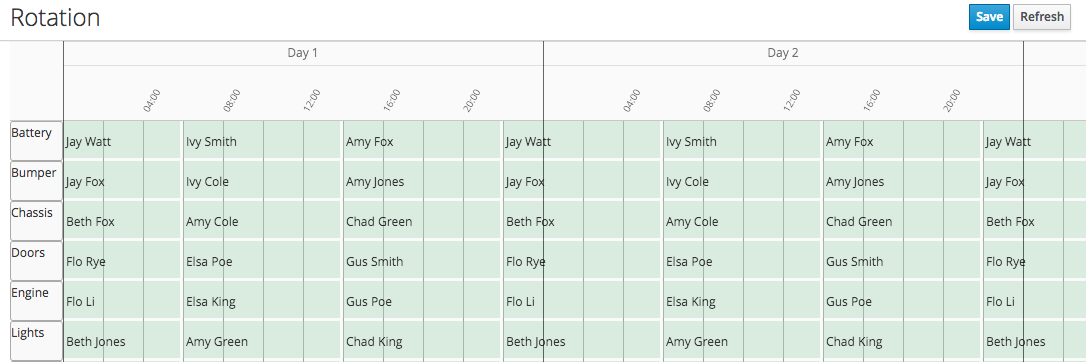 Rotation
Save Refresh
Day 1 Day 2
04:00 08:00 12:00 16:00 20:00 04:00 08:00 12:00 16:00 20:00
Battery Jay Watt Ivy Smith Amy Fox Jay Watt Ivy Smith Amy Fox Jay Watt
Bumper Jay Fox Ivy Cole Amy Jones Jay Fox Ivy Cole Amy Jones Jay Fox
Chassis Beth Fox Amy Cole Chad Green Beth Fox Amy Cole Chad Green Beth Fox
Doors Flo Rye Elsa Poe Gus Smith Flo Rye Elsa Poe Gus Smith Flo Rye
Engine Flo Li Elsa King Gus Poe Flo Li Elsa King Gus Poe Flo Li
Lights Beth Jones Amy Green Chad King Beth Jones Amy Green Chad King Beth Jones